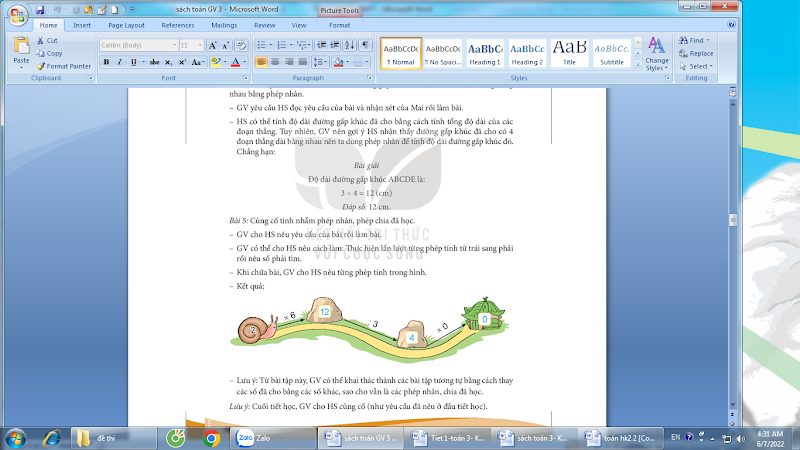 sách toán GV 3 - Microsoft Word
Picture Tools
Home Insert Page Layout References Mailings Review View Format
Paste
Cut
Copy
Format Painter
Clipboard
Calibri (Body) 11
B I U abc x₂ x² Aa
Font
Paragraph
AaBbCcDc AaBbCcDc AaBbC AaBbCc AaB AaBbCc.
¶ Normal ¶ No Spaci... Heading 1 Heading 2 Title Subtitle
Change Styles
Styles
Find
Replace
Select
Editing
nhau bằng phép nhân.
– GV yêu cầu HS đọc yêu cầu của bài và nhận xét của Mai rồi làm bài.
– HS có thể tính độ dài đường gấp khúc đã cho bằng cách tính tổng độ dài của các
đoạn thẳng. Tuy nhiên, GV nên gợi ý HS nhận thấy đường gấp khúc đã cho có 4
đoạn thẳng dài bằng nhau nên ta dùng phép nhân để tính độ dài đường gấp khúc đó.
Chẳng hạn:
Bài giải
Độ dài đường gấp khúc ABCDE là:
3 × 4 = 12 (cm)
Đáp số: 12 cm.
Bài 5: Củng cố tính nhẩm phép nhân, phép chia đã học.
– GV cho HS nêu yêu cầu của bài rồi làm bài.
KẾT NỐI TRI THỨC
– GV có thể cho HS nêu cách làm: Thực hiện lần lượt từng phép tính từ trái sang phải
VỚI CUỘC SỐNG
rồi nêu số phải tìm.
– Khi chữa bài, GV cho HS nêu từng phép tính trong hình.
– Kết quả:
2 × 6 12 : 3 4 × 0 0
– Lưu ý: Từ bài tập này, GV có thể khai thác thành các bài tập tương tự bằng cách thay
các số đã cho bằng các số khác, sao cho vẫn là các phép nhân, chia đã học.
Lưu ý: Cuối tiết học, GV cho HS củng cố (như yêu cầu đã nêu ở đầu tiết học).
đề thi
Zalo
sách toán GV 3 ...
Tiet 1-toán 3- K...
sách toán 3- K...
toán hk2 2 [Co...
EN
4:31 AM
6/7/2022